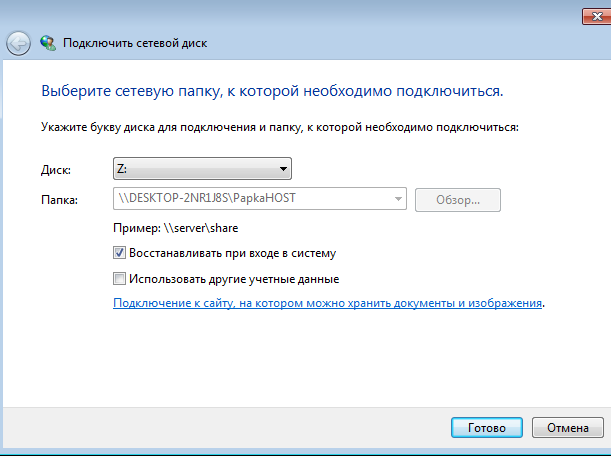 Подключить сетевой диск
Выберите сетевую папку, к которой необходимо подключиться.
Укажите букву диска для подключения и папку, к которой необходимо подключиться:
Диск: Z:
Папка: \\DESKTOP-2NR1J8S\PapkaHOST Обзор...
Пример: \\server\share
Восстанавливать при входе в систему
Использовать другие учетные данные
Подключение к сайту, на котором можно хранить документы и изображения.
Готово Отмена